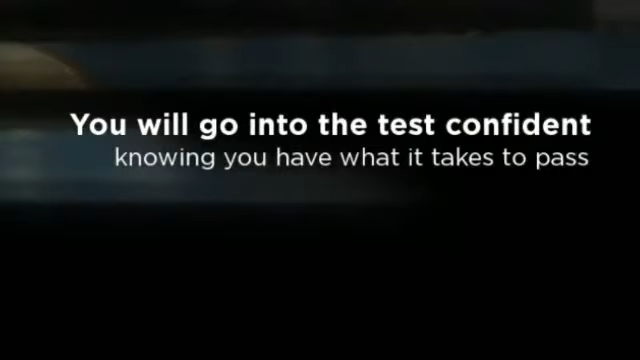 You will go into the test confident
knowing you have what it takes to pass